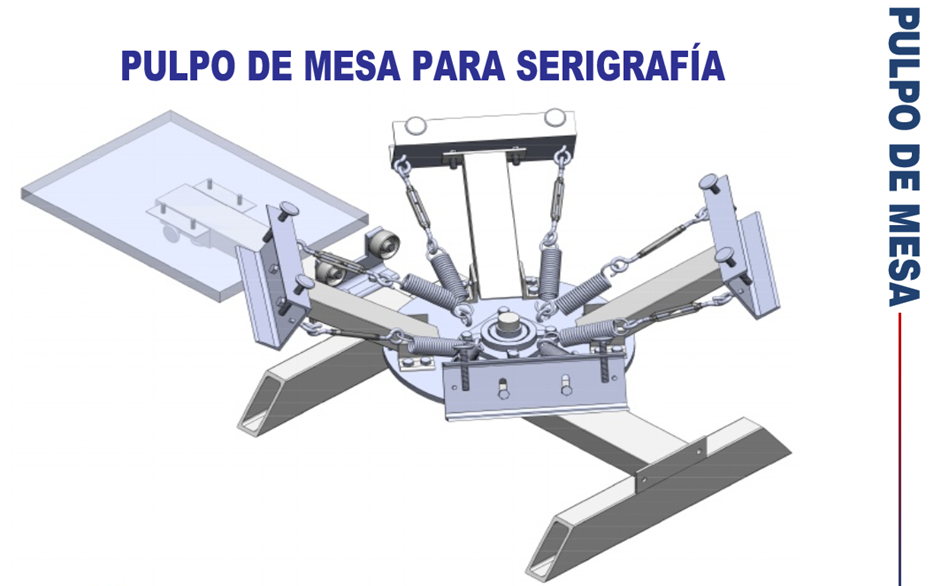 PULPO DE MESA PARA SERIGRAFÍA
PULPO DE MESA